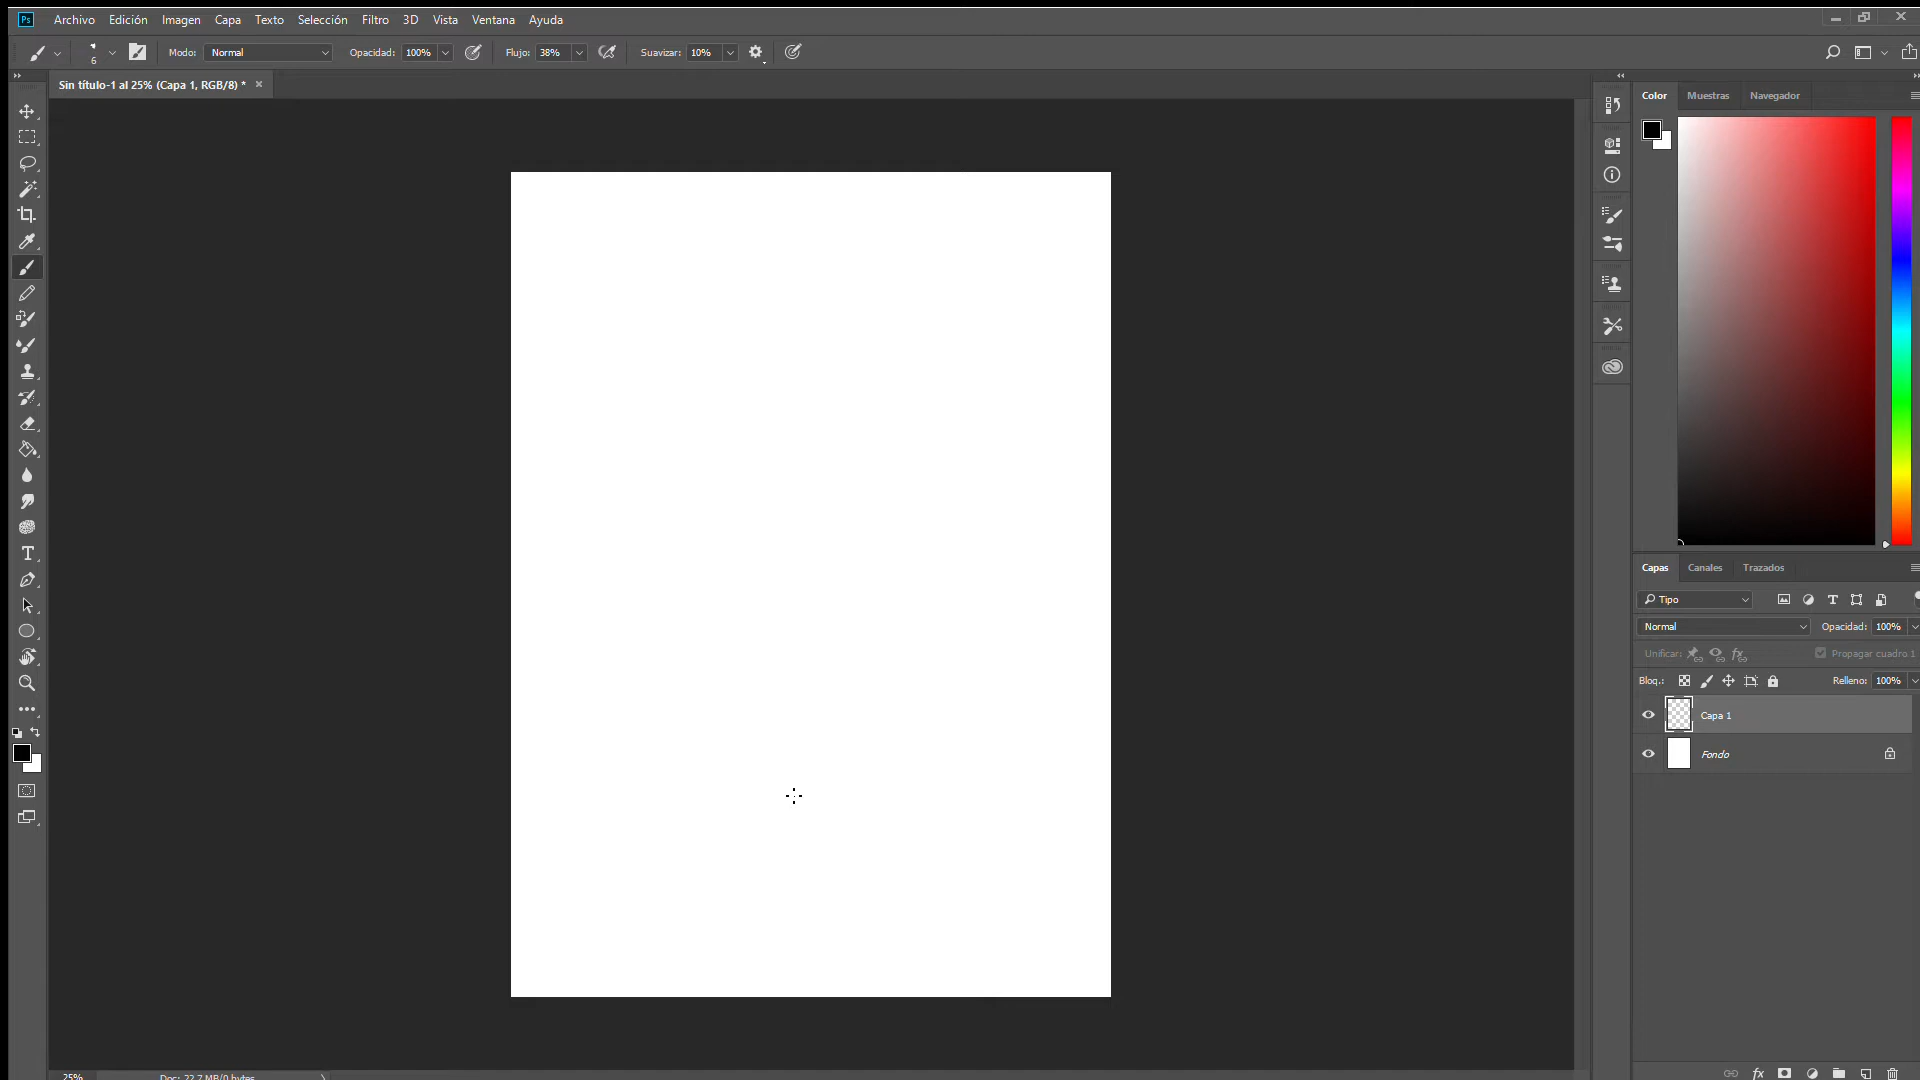 Ps Archivo Edición Imagen Capa Texto Selección Filtro 3D Vista Ventana Ayuda
6 Modo: Normal Opacidad: 100% Flujo: 38% Suavizar: 10%
Sin título-1 al 25% (Capa 1, RGB/8) *
Color Muestras Navegador
Capas Canales Trazados
Tipo
Normal Opacidad: 100%
Unificar: Propagar cuadro 1
Bloq.: Relleno: 100%
Capa 1
Fondo
25% Doc: 22,7 MB/0 bytes